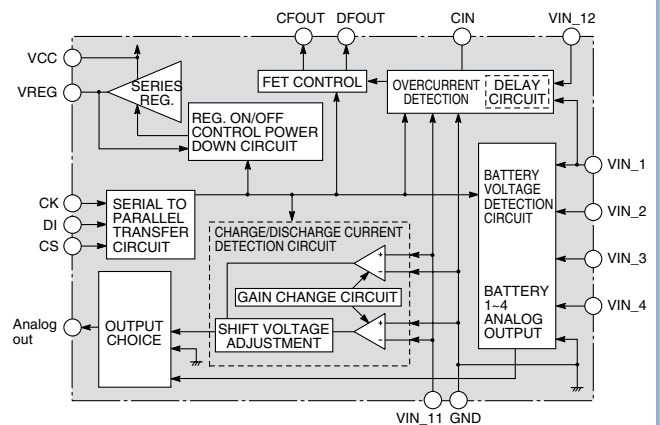 CFOUT
DFOUT
CIN
VIN_12
VCC
VREG
SERIES
REG.
FET CONTROL
OVERCURRENT
DETECTION
DELAY
CIRCUIT
REG. ON/OFF
CONTROL POWER
DOWN CIRCUIT
BATTERY
VOLTAGE
DETECTION
CIRCUIT
VIN_1
VIN_2
VIN_3
VIN_4
CK
DI
CS
SERIAL TO
PARALLEL
TRANSFER
CIRCUIT
CHARGE/DISCHARGE CURRENT
DETECTION CIRCUIT
+
−
GAIN CHANGE CIRCUIT
+
−
SHIFT VOLTAGE
ADJUSTMENT
BATTERY
1~4
ANALOG
OUTPUT
Analog
out
OUTPUT
CHOICE
VIN_11
GND